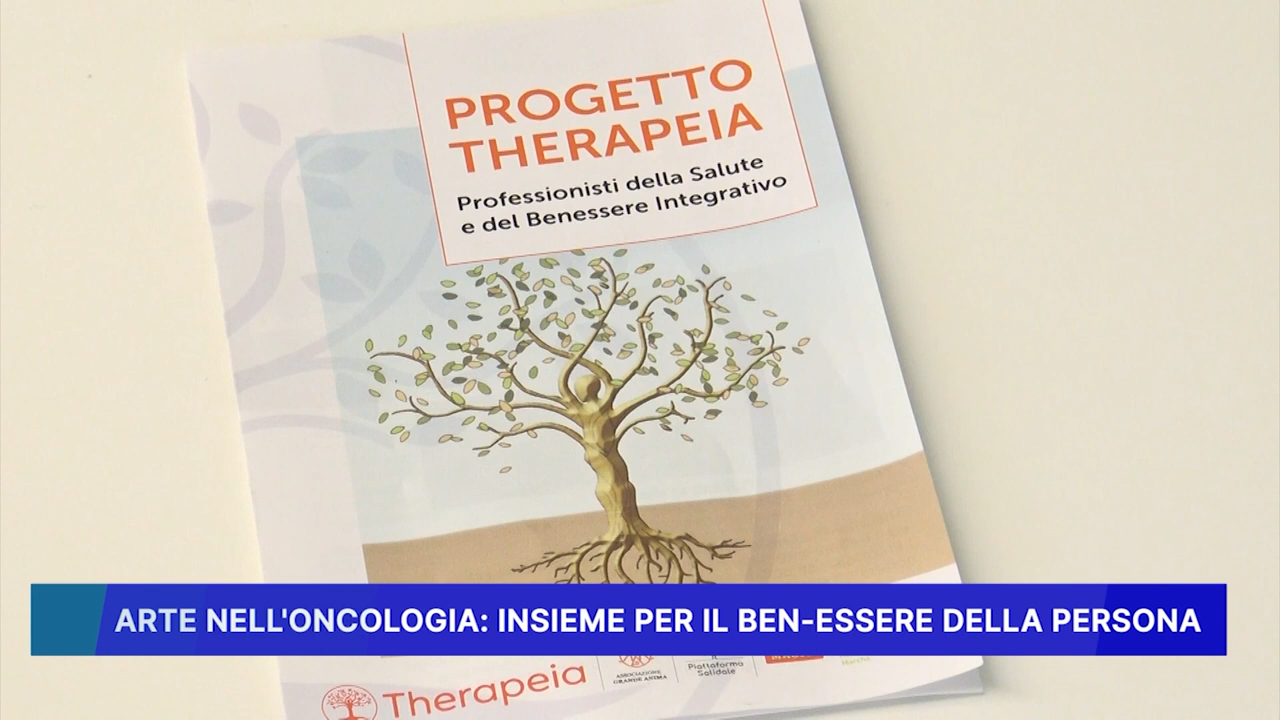 PROGETTO
THERAPEIA
Professionisti della Salute
e del Benessere Integrativo
ARTE NELL'ONCOLOGIA: INSIEME PER IL BEN-ESSERE DELLA PERSONA
Therapeia
ASSOCIAZIONE
GRANDE ANIMA
Piattaforma
Solidale
Marche